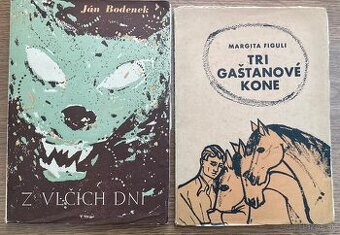 Ján Bodenek
Z VLČÍCH DNÍ
MARGITA FIGULI
TRI
GAŠTANOVÉ
KONE